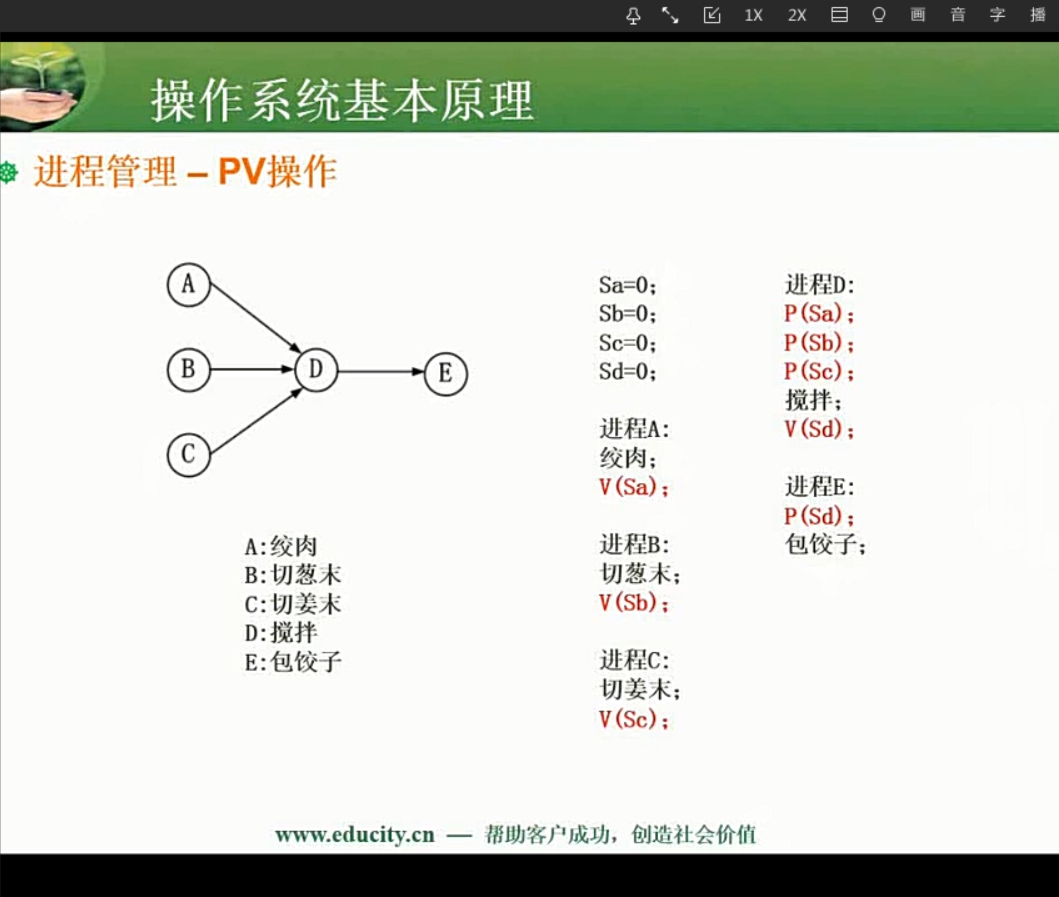 1X 2X 画 音 字 播
操作系统基本原理
进程管理 – PV操作
A
B
C
D
E
A:绞肉
B:切葱末
C:切姜末
D:搅拌
E:包饺子
Sa=0;
Sb=0;
Sc=0;
Sd=0;
进程A:
绞肉;
V(Sa);
进程B:
切葱末;
V(Sb);
进程C:
切姜末;
V(Sc);
进程D:
P(Sa);
P(Sb);
P(Sc);
搅拌;
V(Sd);
进程E:
P(Sd);
包饺子;
www.educity.cn — 帮助客户成功，创造社会价值